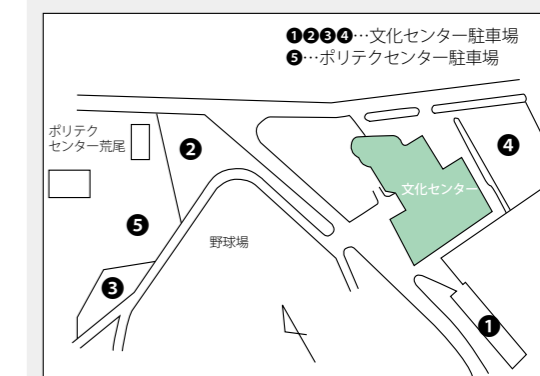 ❶❷❸❹…文化センター駐車場
❺…ポリテクセンター駐車場
ポリテク
センター荒尾
❷
❹
文化センター
❺
野球場
❸
❶